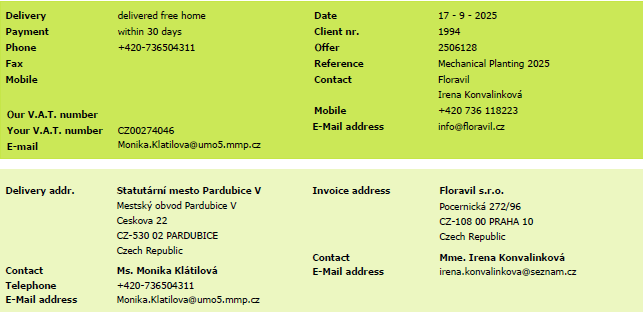 Delivery delivered free home Date 17 - 9 - 2025
Payment within 30 days Client nr. 1994
Phone +420-736504311 Offer 2506128
Fax Reference Mechanical Planting 2025
Mobile Contact Floravil
Irena Konvalinková
Our V.A.T. number Mobile +420 736 118223
Your V.A.T. number CZ00274046 E-Mail address info@floravil.cz
E-mail Monika.Klatilova@umo5.mmp.cz
Delivery addr. Statutární mesto Pardubice V Invoice address Floravil s.r.o.
Mestský obvod Pardubice V Pocernická 272/96
Ceskova 22 CZ-108 00 PRAHA 10
CZ-530 02 PARDUBICE Czech Republic
Czech Republic
Contact Mme. Irena Konvalinková
Contact Ms. Monika Klátilová E-Mail address irena.konvalinkova@seznam.cz
Telephone +420-736504311
E-Mail address Monika.Klatilova@umo5.mmp.cz